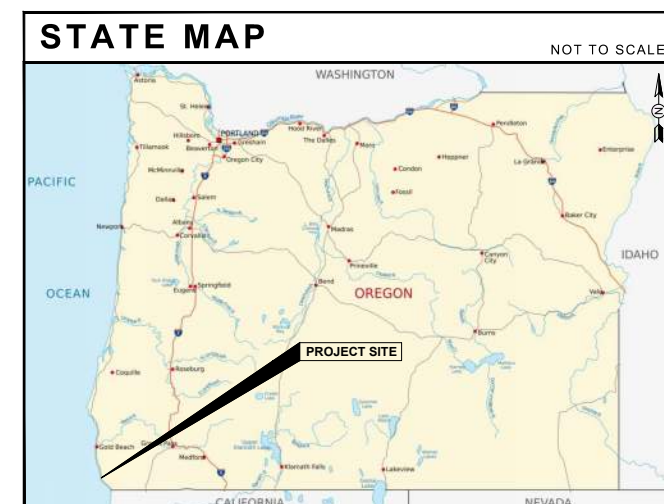 STATE MAP
NOT TO SCALE
WASHINGTON
Astoria
St. Helens
PORTLAND
Hillsboro
Beaverton
Gresham
Oregon City
Hood River
The Dalles
Moro
Pendleton
Tillamook
McMinnville
Condon
Heppner
La Grande
Enterprise
PACIFIC
Dallas
Salem
Fossil
Baker City
Newport
Albany
Corvallis
Madras
Canyon
City
IDAHO
Prineville
OCEAN
Springfield
Eugene
Bend
OREGON
Vale
Burns
PROJECT SITE
Coquille
Roseburg
Gold Beach
Medford
Klamath Falls
Lakeview
CALIFORNIA
NEVADA